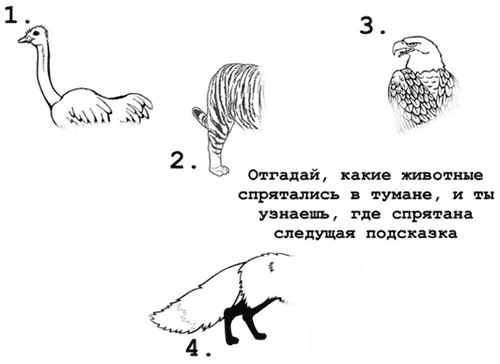 1.
3.
2.
Отгадай, какие животные
спрятались в тумане, и ты
узнаешь, где спрятана
следущая подсказка
4.